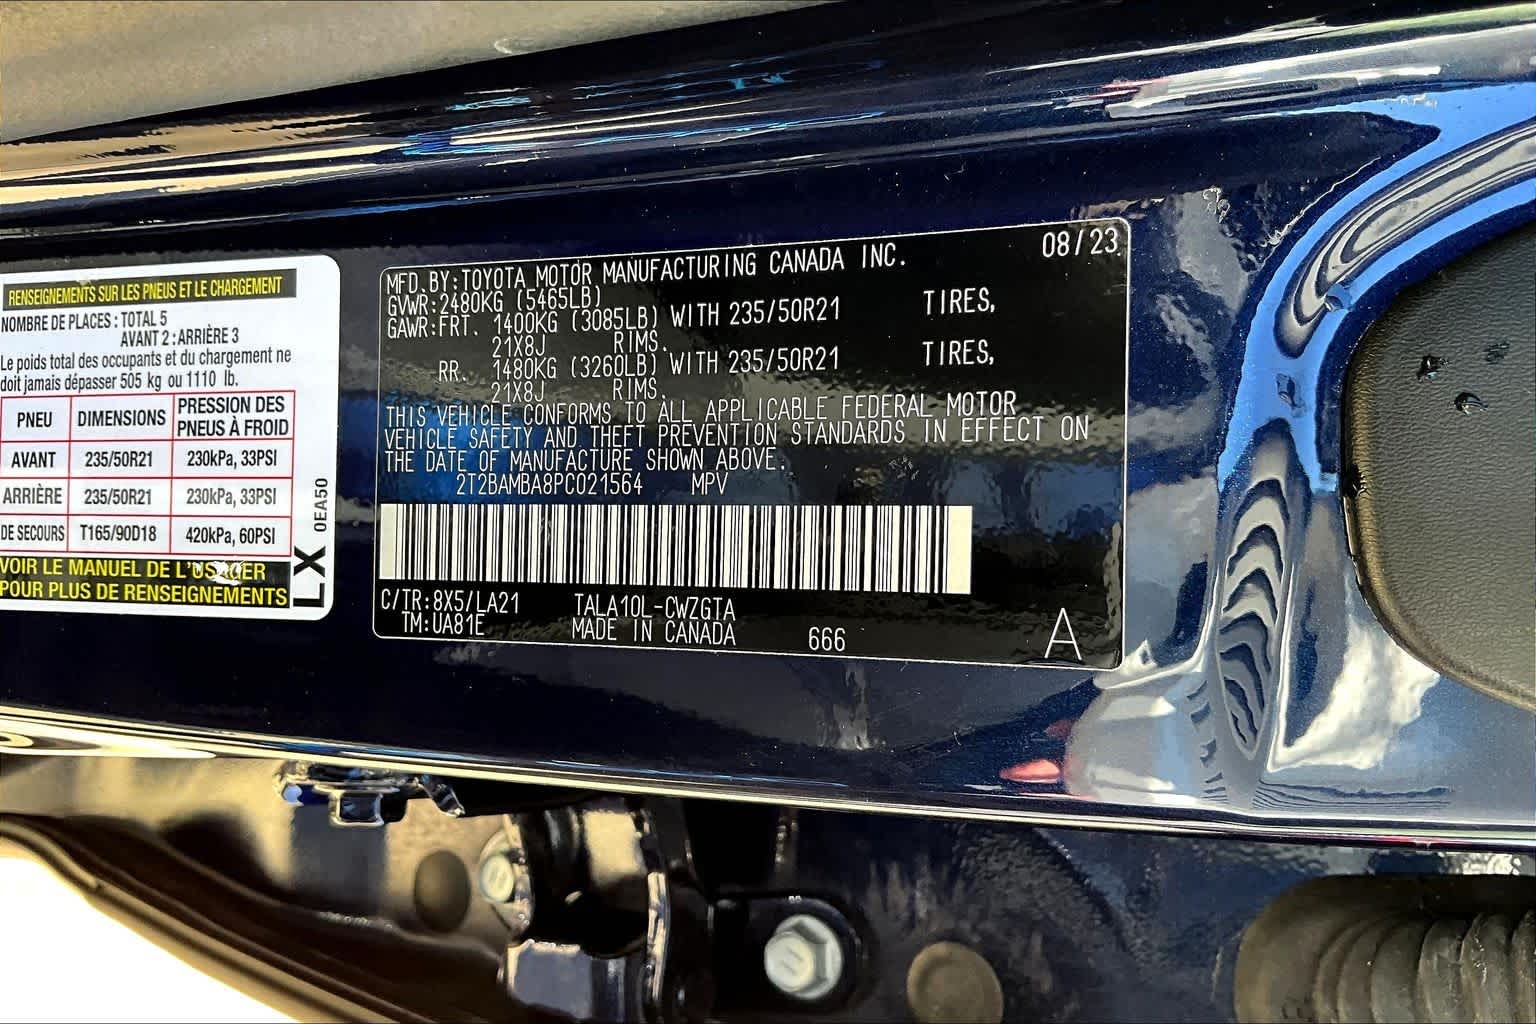 RENSEIGNEMENTS SUR LES PNEUS ET LE CHARGEMENT
NOMBRE DE PLACES : TOTAL 5
AVANT 2 : ARRIÈRE 3
Le poids total des occupants et du chargement ne
doit jamais dépasser 505 kg ou 1110 lb.
PNEU DIMENSIONS PRESSION DES PNEUS À FROID
AVANT 235/50R21 230kPa, 33PSI
ARRIÈRE 235/50R21 230kPa, 33PSI
DE SECOURS T165/90D18 420kPa, 60PSI
VOIR LE MANUEL DE L'USAGER
POUR PLUS DE RENSEIGNEMENTS
LX 0EA50
08/23
MFD.BY:TOYOTA MOTOR MANUFACTURING CANADA INC.
GVWR:2480KG (5465LB)
GAWR:FRT. 1400KG (3085LB) WITH 235/50R21 TIRES,
21X8J RIMS.
RR. 1480KG (3260LB) WITH 235/50R21 TIRES,
21X8J RIMS.
THIS VEHICLE CONFORMS TO ALL APPLICABLE FEDERAL MOTOR
VEHICLE SAFETY AND THEFT PREVENTION STANDARDS IN EFFECT ON
THE DATE OF MANUFACTURE SHOWN ABOVE.
2T2BAMBA8PC021564 MPV
C/TR:8X5/LA21 TALA10L-CWZGTA
TM:UA81E MADE IN CANADA 666 A